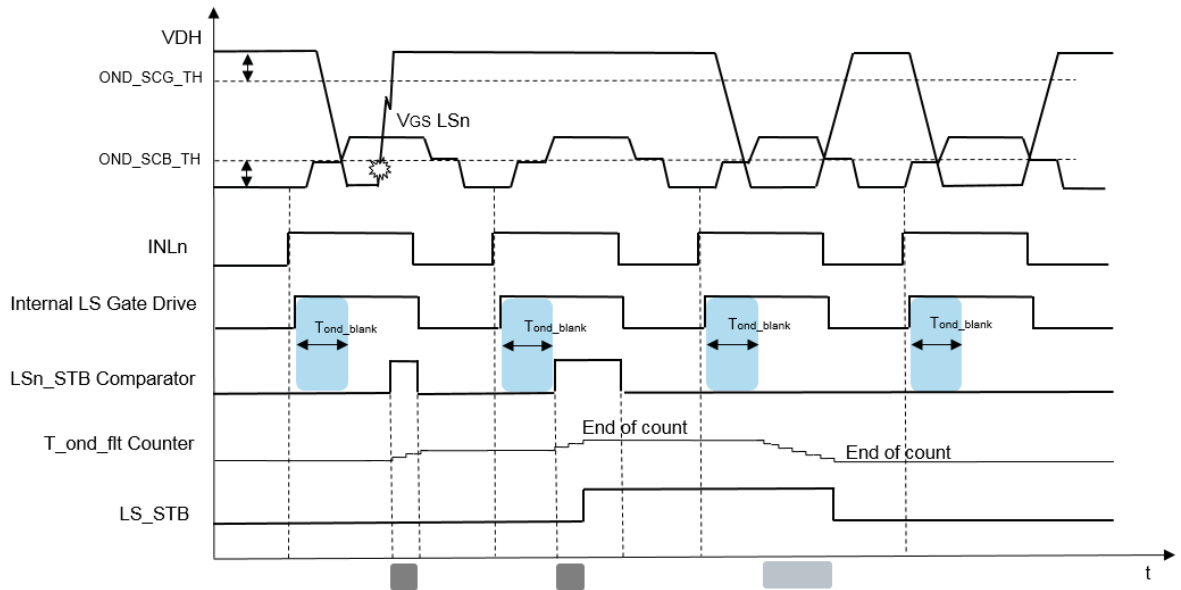 VDH
OND_SCG_TH
VGS LSn
OND_SCB_TH
INLn
Internal LS Gate Drive
Tond_blank
Tond_blank
Tond_blank
Tond_blank
LSn_STB Comparator
T_ond_flt Counter
End of count
End of count
LS_STB
t